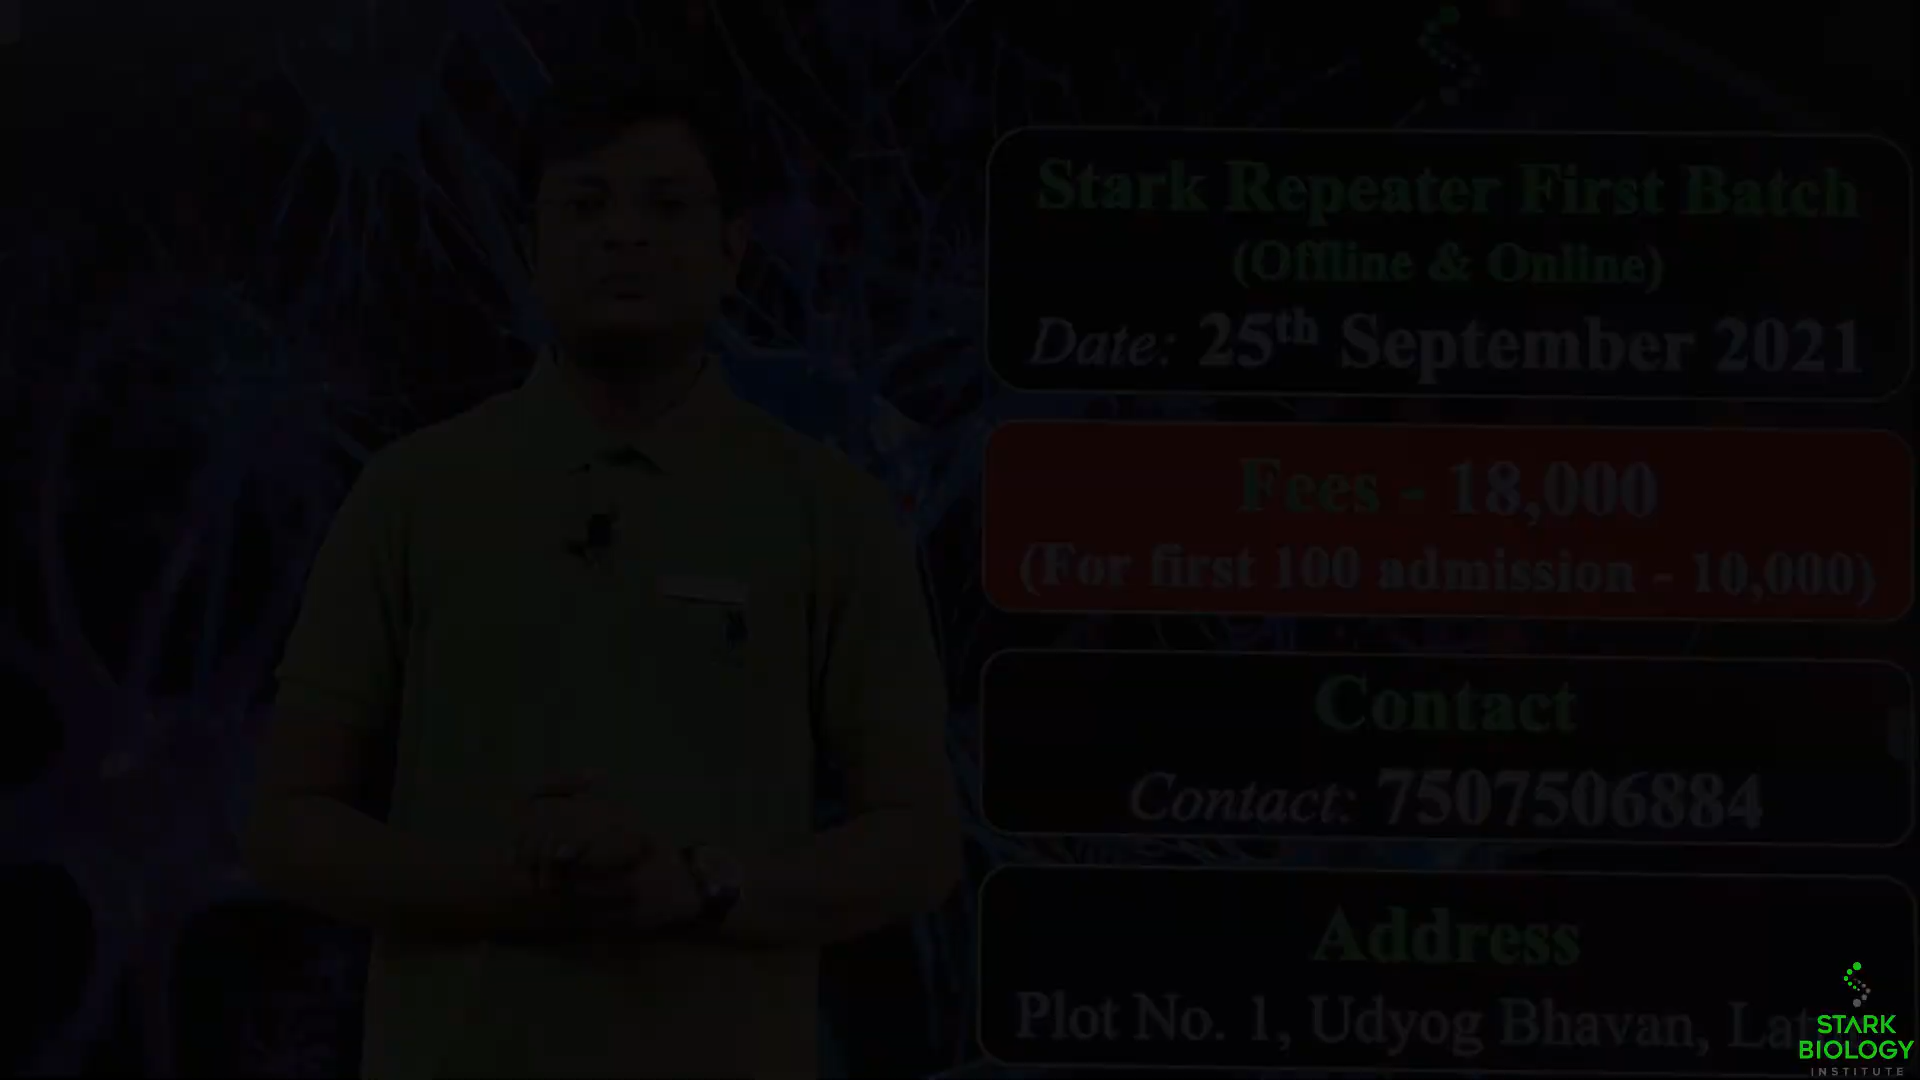 Stark Repeater First Batch
(Offline & Online)
Date: 25th September 2021
Fees - 18,000
(For first 100 admission - 10,000)
Contact
Contact: 7507506884
Address
Plot No. 1, Udyog Bhavan,
STARK
BIOLOGY
INSTITUTE